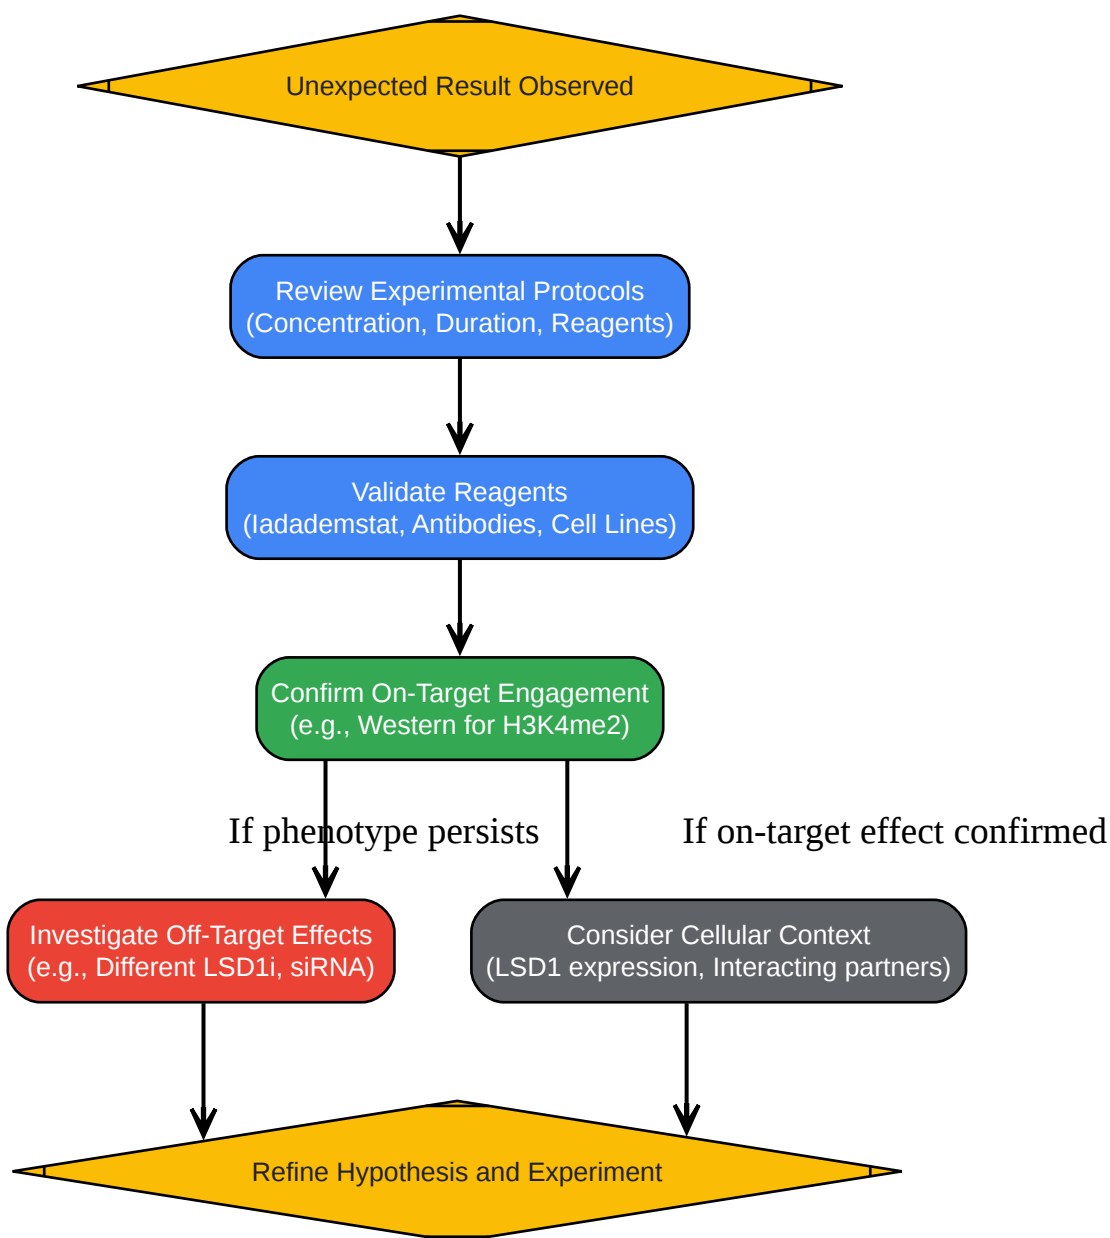 Unexpected Result Observed
Review Experimental Protocols
(Concentration, Duration, Reagents)
Validate Reagents
(Iadademstat, Antibodies, Cell Lines)
Confirm On-Target Engagement
(e.g., Western for H3K4me2)
If phenotype persists
If on-target effect confirmed
Investigate Off-Target Effects
(e.g., Different LSD1i, siRNA)
Consider Cellular Context
(LSD1 expression, Interacting partners)
Refine Hypothesis and Experiment